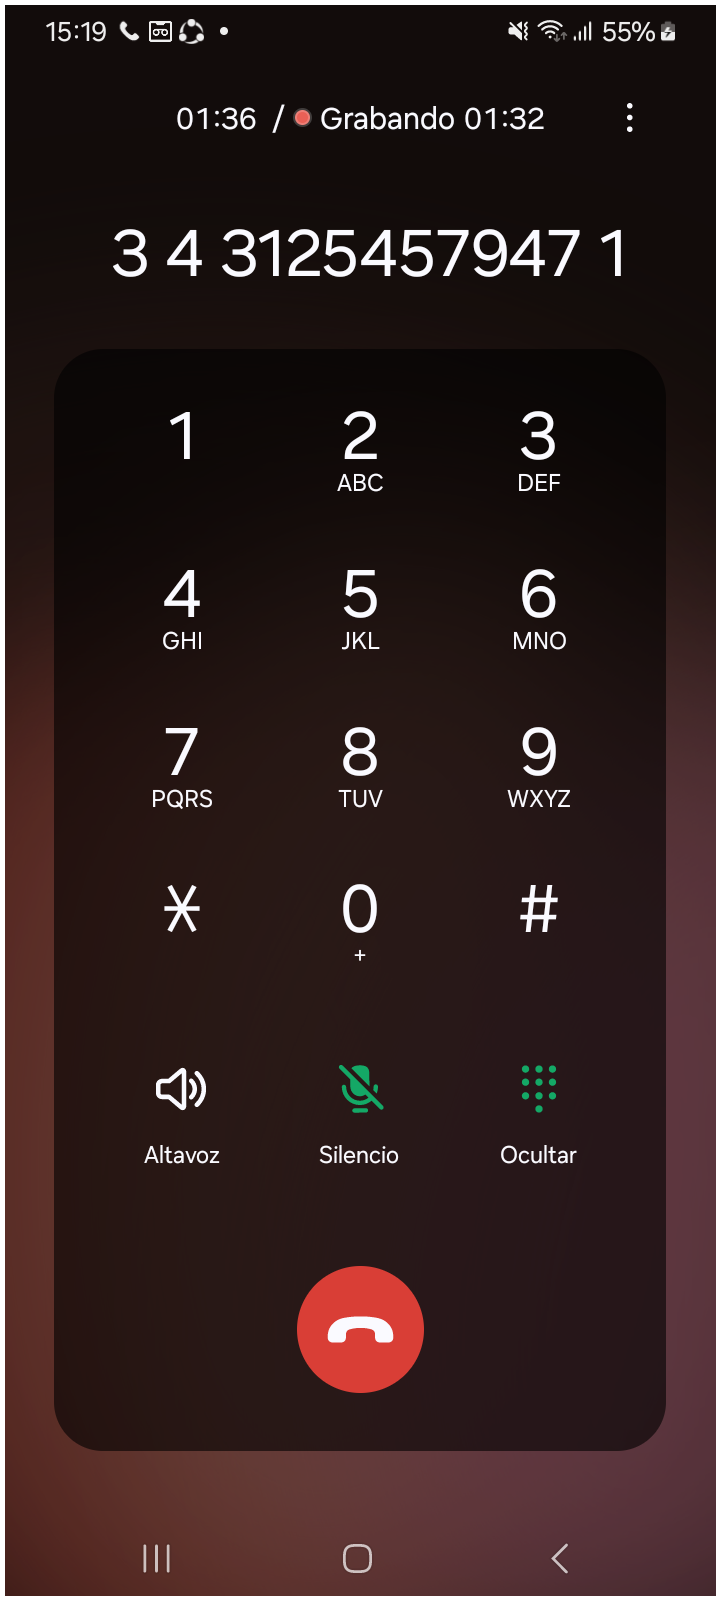 15:19 55%
01:36 / Grabando 01:32
3 4 3125457947 1
1 2 3
ABC DEF
4 5 6
GHI JKL MNO
7 8 9
PQRS TUV WXYZ
* 0 #
+
Altavoz Silencio Ocultar